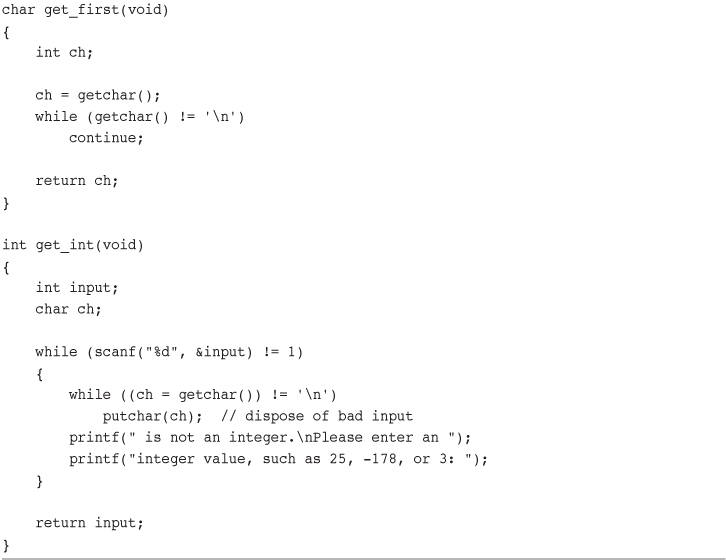 char get_first(void)
{
    int ch;

    ch = getchar();
    while (getchar() != '\n')
        continue;

    return ch;
}

int get_int(void)
{
    int input;
    char ch;

    while (scanf("%d", &input) != 1)
    {
        while ((ch = getchar()) != '\n')
            putchar(ch);  // dispose of bad input
        printf(" is not an integer.\nPlease enter an ");
        printf("integer value, such as 25, -178, or 3: ");
    }

    return input;
}